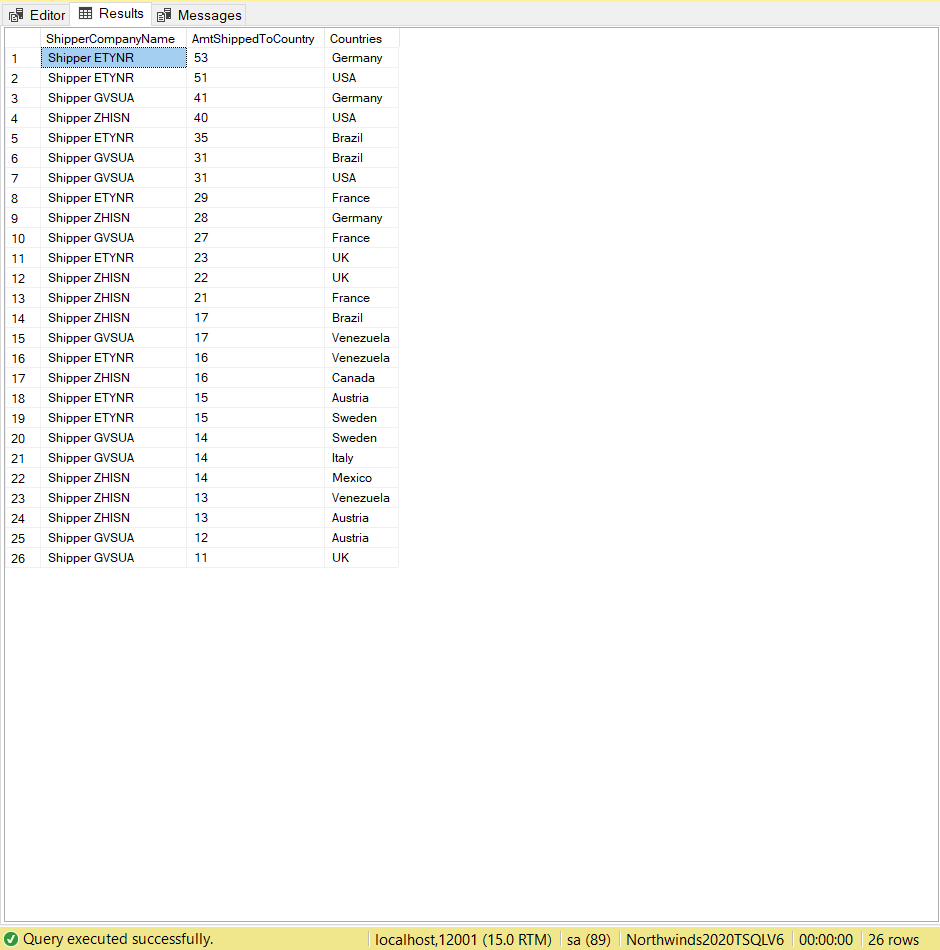 Editor Results Messages
ShipperCompanyName AmtShippedToCountry Countries
1 Shipper ETYNR 53 Germany
2 Shipper ETYNR 51 USA
3 Shipper GVSUA 41 Germany
4 Shipper ZHISN 40 USA
5 Shipper ETYNR 35 Brazil
6 Shipper GVSUA 31 Brazil
7 Shipper GVSUA 31 USA
8 Shipper ETYNR 29 France
9 Shipper ZHISN 28 Germany
10 Shipper GVSUA 27 France
11 Shipper ETYNR 23 UK
12 Shipper ZHISN 22 UK
13 Shipper ZHISN 21 France
14 Shipper ZHISN 17 Brazil
15 Shipper GVSUA 17 Venezuela
16 Shipper ETYNR 16 Venezuela
17 Shipper ZHISN 16 Canada
18 Shipper ETYNR 15 Austria
19 Shipper ETYNR 15 Sweden
20 Shipper GVSUA 14 Sweden
21 Shipper GVSUA 14 Italy
22 Shipper ZHISN 14 Mexico
23 Shipper ZHISN 13 Venezuela
24 Shipper ZHISN 13 Austria
25 Shipper GVSUA 12 Austria
26 Shipper GVSUA 11 UK
Query executed successfully. localhost,12001 (15.0 RTM) sa (89) Northwinds2020TSQLV6 00:00:00 26 rows